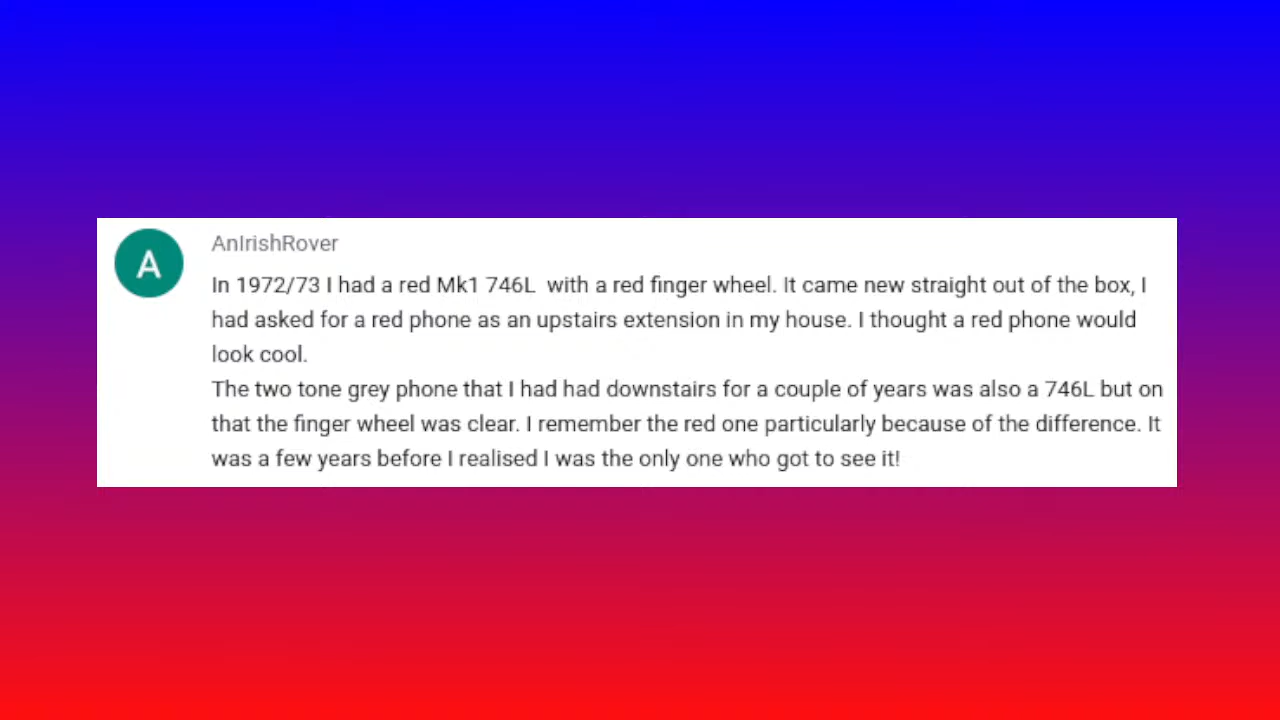 A
AnIrishRover
In 1972/73 I had a red Mk1 746L  with a red finger wheel. It came new straight out of the box, I
had asked for a red phone as an upstairs extension in my house. I thought a red phone would
look cool.
The two tone grey phone that I had had downstairs for a couple of years was also a 746L but on
that the finger wheel was clear. I remember the red one particularly because of the difference. It
was a few years before I realised I was the only one who got to see it!